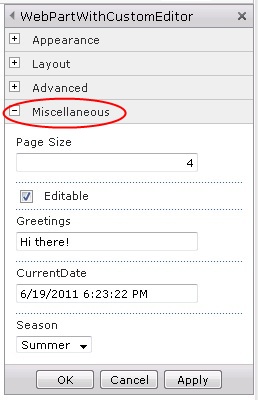 WebPartWithCustomEditor
Appearance
Layout
Advanced
Miscellaneous
Page Size
4
Editable
Greetings
Hi there!
CurrentDate
6/19/2011 6:23:22 PM
Season
Summer
OK Cancel Apply